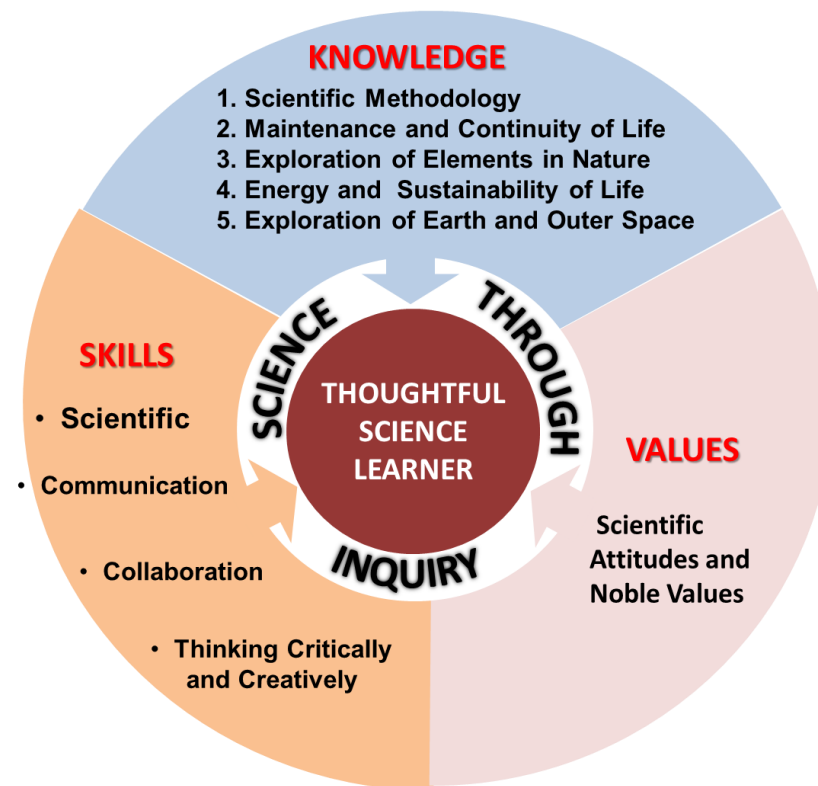 KNOWLEDGE
1. Scientific Methodology
2. Maintenance and Continuity of Life
3. Exploration of Elements in Nature
4. Energy and Sustainability of Life
5. Exploration of Earth and Outer Space
SCIENCE
THROUGH
INQUIRY
THOUGHTFUL
SCIENCE
LEARNER
SKILLS
• Scientific
• Communication
• Collaboration
• Thinking Critically
and Creatively
VALUES
Scientific
Attitudes and
Noble Values